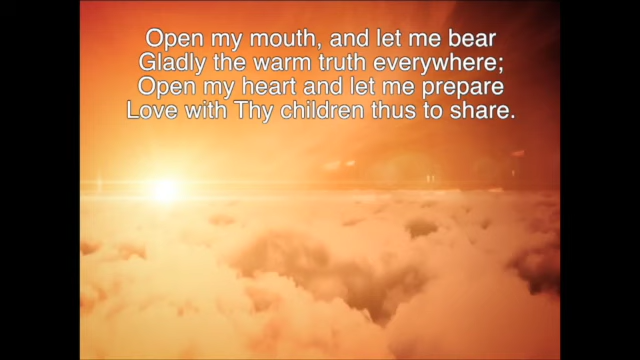 Open my mouth, and let me bear
Gladly the warm truth everywhere;
Open my heart and let me prepare
Love with Thy children thus to share.